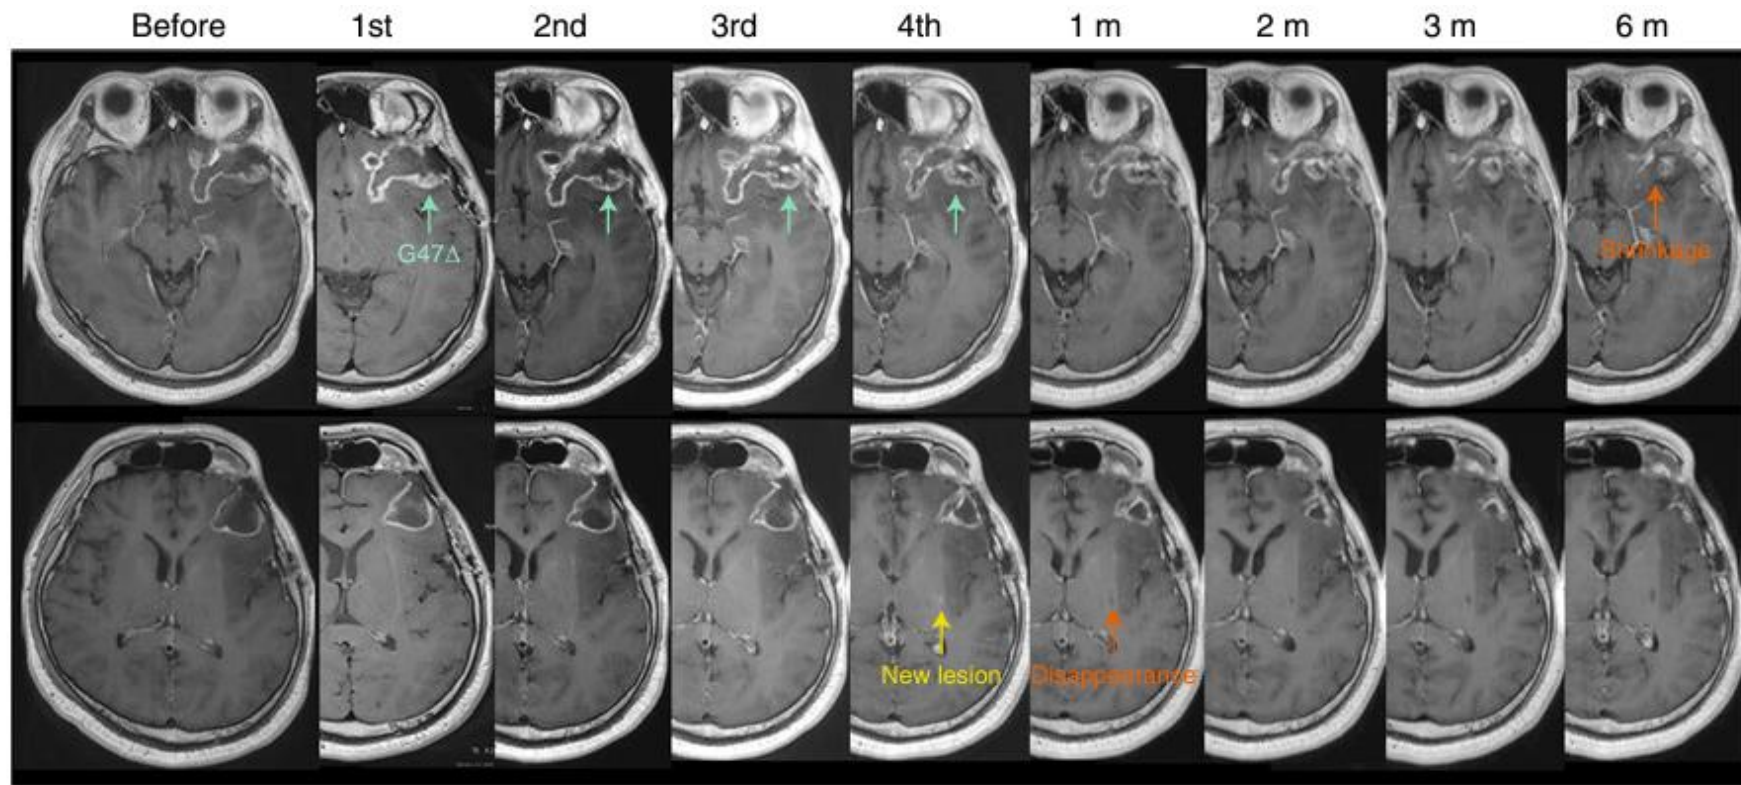 Before 1st 2nd 3rd 4th 1 m 2 m 3 m 6 m
G47Δ
Shrinkage
New lesion
Disappearance